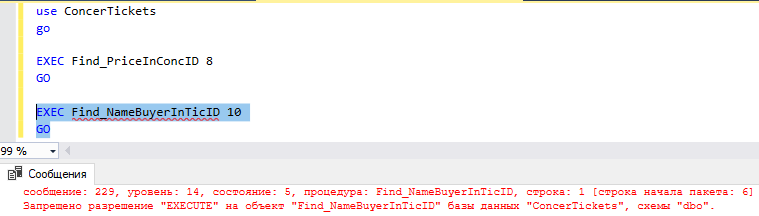 use ConcerTickets
go
EXEC Find_PriceInConcID 8
GO
EXEC Find_NameBuyerInTicID 10
GO
99 %
Сообщения
сообщение: 229, уровень: 14, состояние: 5, процедура: Find_NameBuyerInTicID, строка: 1 [строка начала пакета: 6]
Запрещено разрешение "EXECUTE" на объект "Find_NameBuyerInTicID" базы данных "ConcerTickets", схемы "dbo".